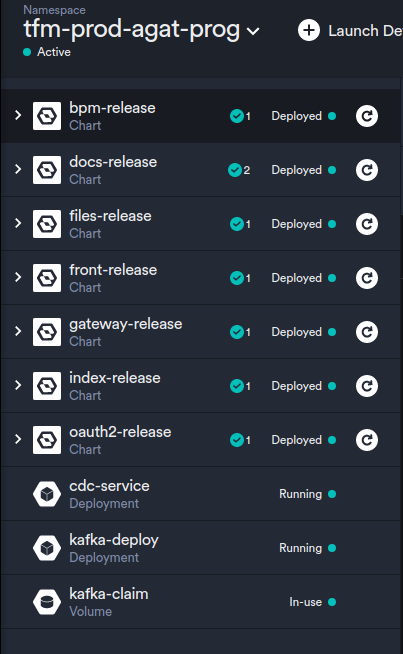 Namespace
tfm-prod-agat-prog
Launch De
Active
bpm-release
Chart
1
Deployed
docs-release
Chart
2
Deployed
files-release
Chart
1
Deployed
front-release
Chart
1
Deployed
gateway-release
Chart
1
Deployed
index-release
Chart
1
Deployed
oauth2-release
Chart
1
Deployed
cdc-service
Deployment
Running
kafka-deploy
Deployment
Running
kafka-claim
Volume
In-use